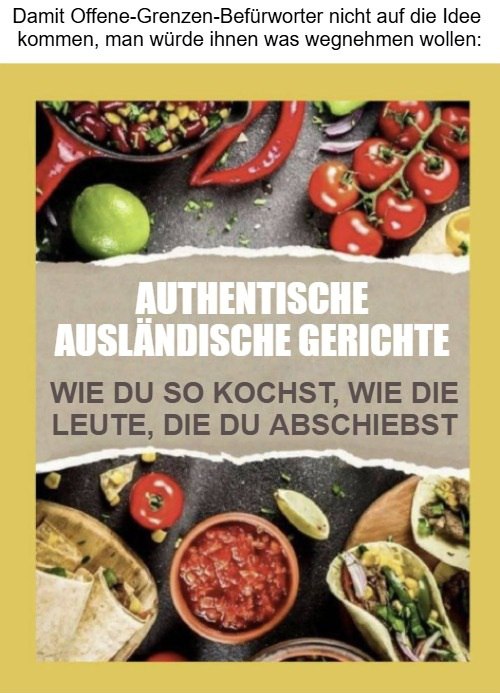 Damit Offene-Grenzen-Befürworter nicht auf die Idee
kommen, man würde ihnen was wegnehmen wollen:
AUTHENTISCHE
AUSLÄNDISCHE GERICHTE
WIE DU SO KOCHST, WIE DIE
LEUTE, DIE DU ABSCHIEBST